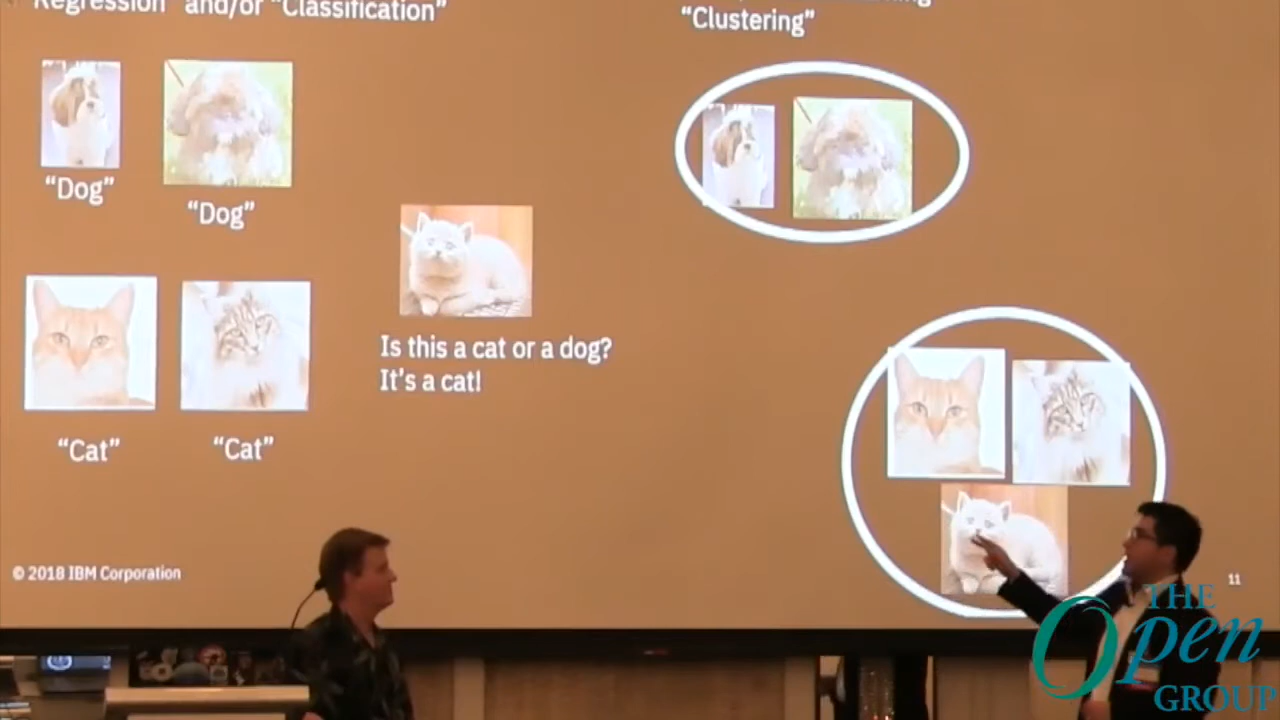 Regression” and/or “Classification”
“Clustering”
“Dog”
“Dog”
Is this a cat or a dog?
It’s a cat!
“Cat”
“Cat”
© 2018 IBM Corporation
11
THE
Open
GROUP